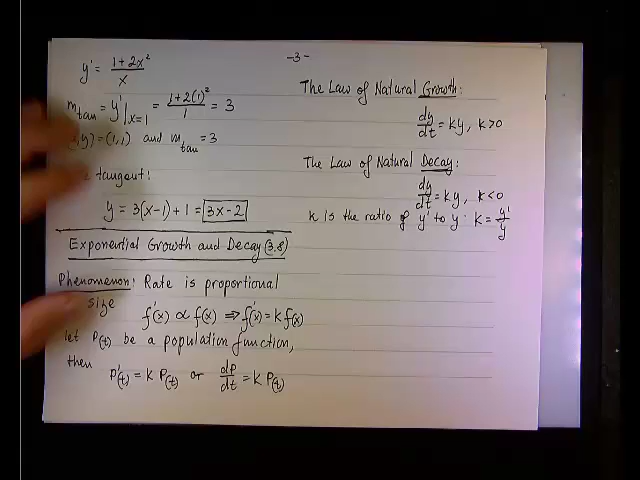 -3-
y' = (1+2x²)/x
m_tan = y'|x=1 = (1+2(1)²)/1 = 3
y) = (1,1) and m_tan = 3
tangent:
y = 3(x-1)+1 = 3x-2
Exponential Growth and Decay (3.8)
Phenomenon: Rate is proportional
size
f'(x) ∝ f(x) ⟹ f'(x) = k f(x)
let P(t) be a population function,
then
P'(t) = k P(t) or dP/dt = k P(t)
The Law of Natural Growth:
dy/dt = ky, k>0
The Law of Natural Decay:
dy/dt = ky, k<0
k is the ratio of y' to y: k = y'/y